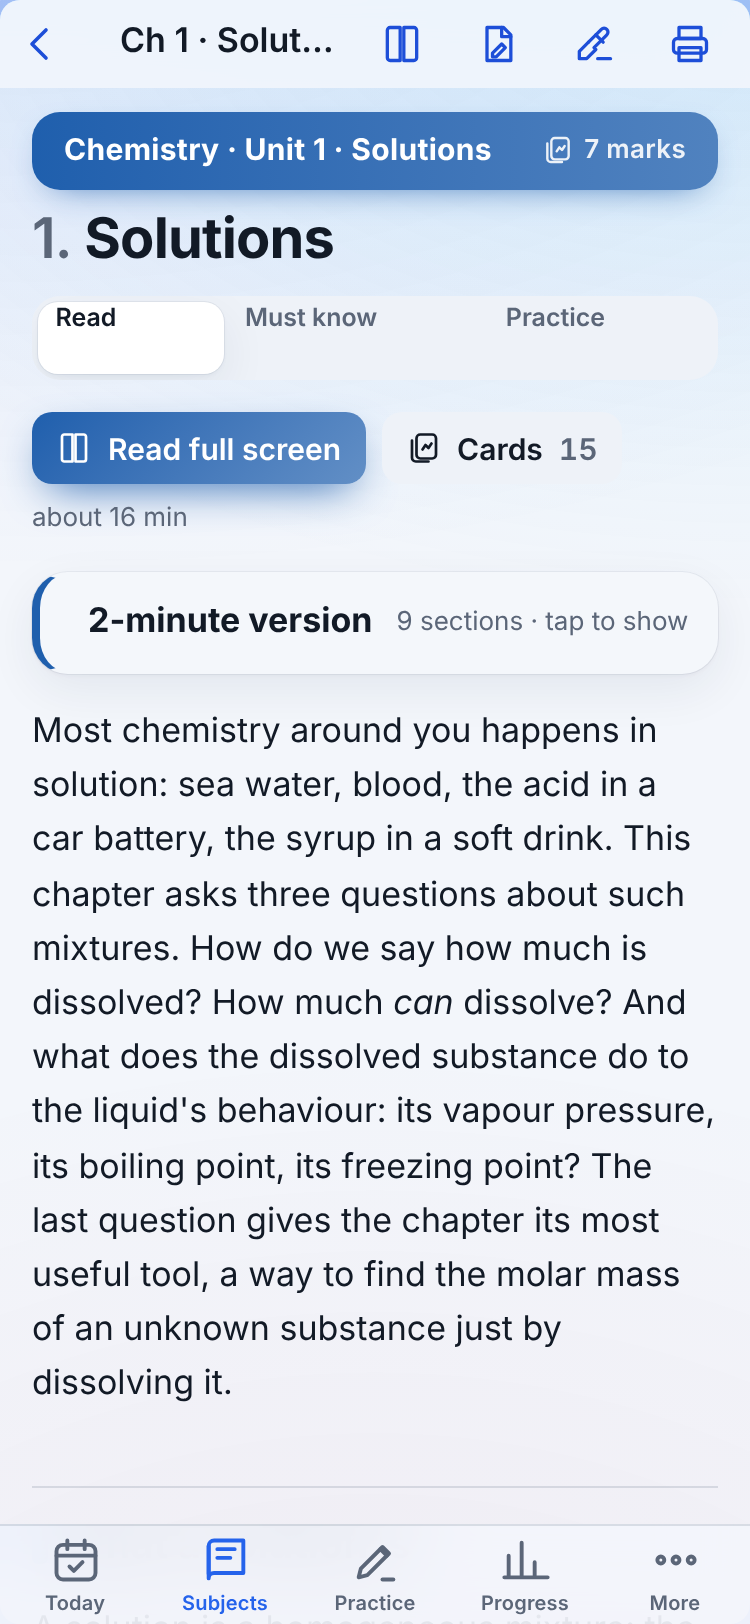 Ch 1 · Solut...
Chemistry · Unit 1 · Solutions 7 marks
1. Solutions
Read Must know Practice
Read full screen Cards 15
about 16 min
2-minute version 9 sections · tap to show
Most chemistry around you happens in
solution: sea water, blood, the acid in a
car battery, the syrup in a soft drink. This
chapter asks three questions about such
mixtures. How do we say how much is
dissolved? How much can dissolve? And
what does the dissolved substance do to
the liquid's behaviour: its vapour pressure,
its boiling point, its freezing point? The
last question gives the chapter its most
useful tool, a way to find the molar mass
of an unknown substance just by
dissolving it.
Today Subjects Practice Progress More